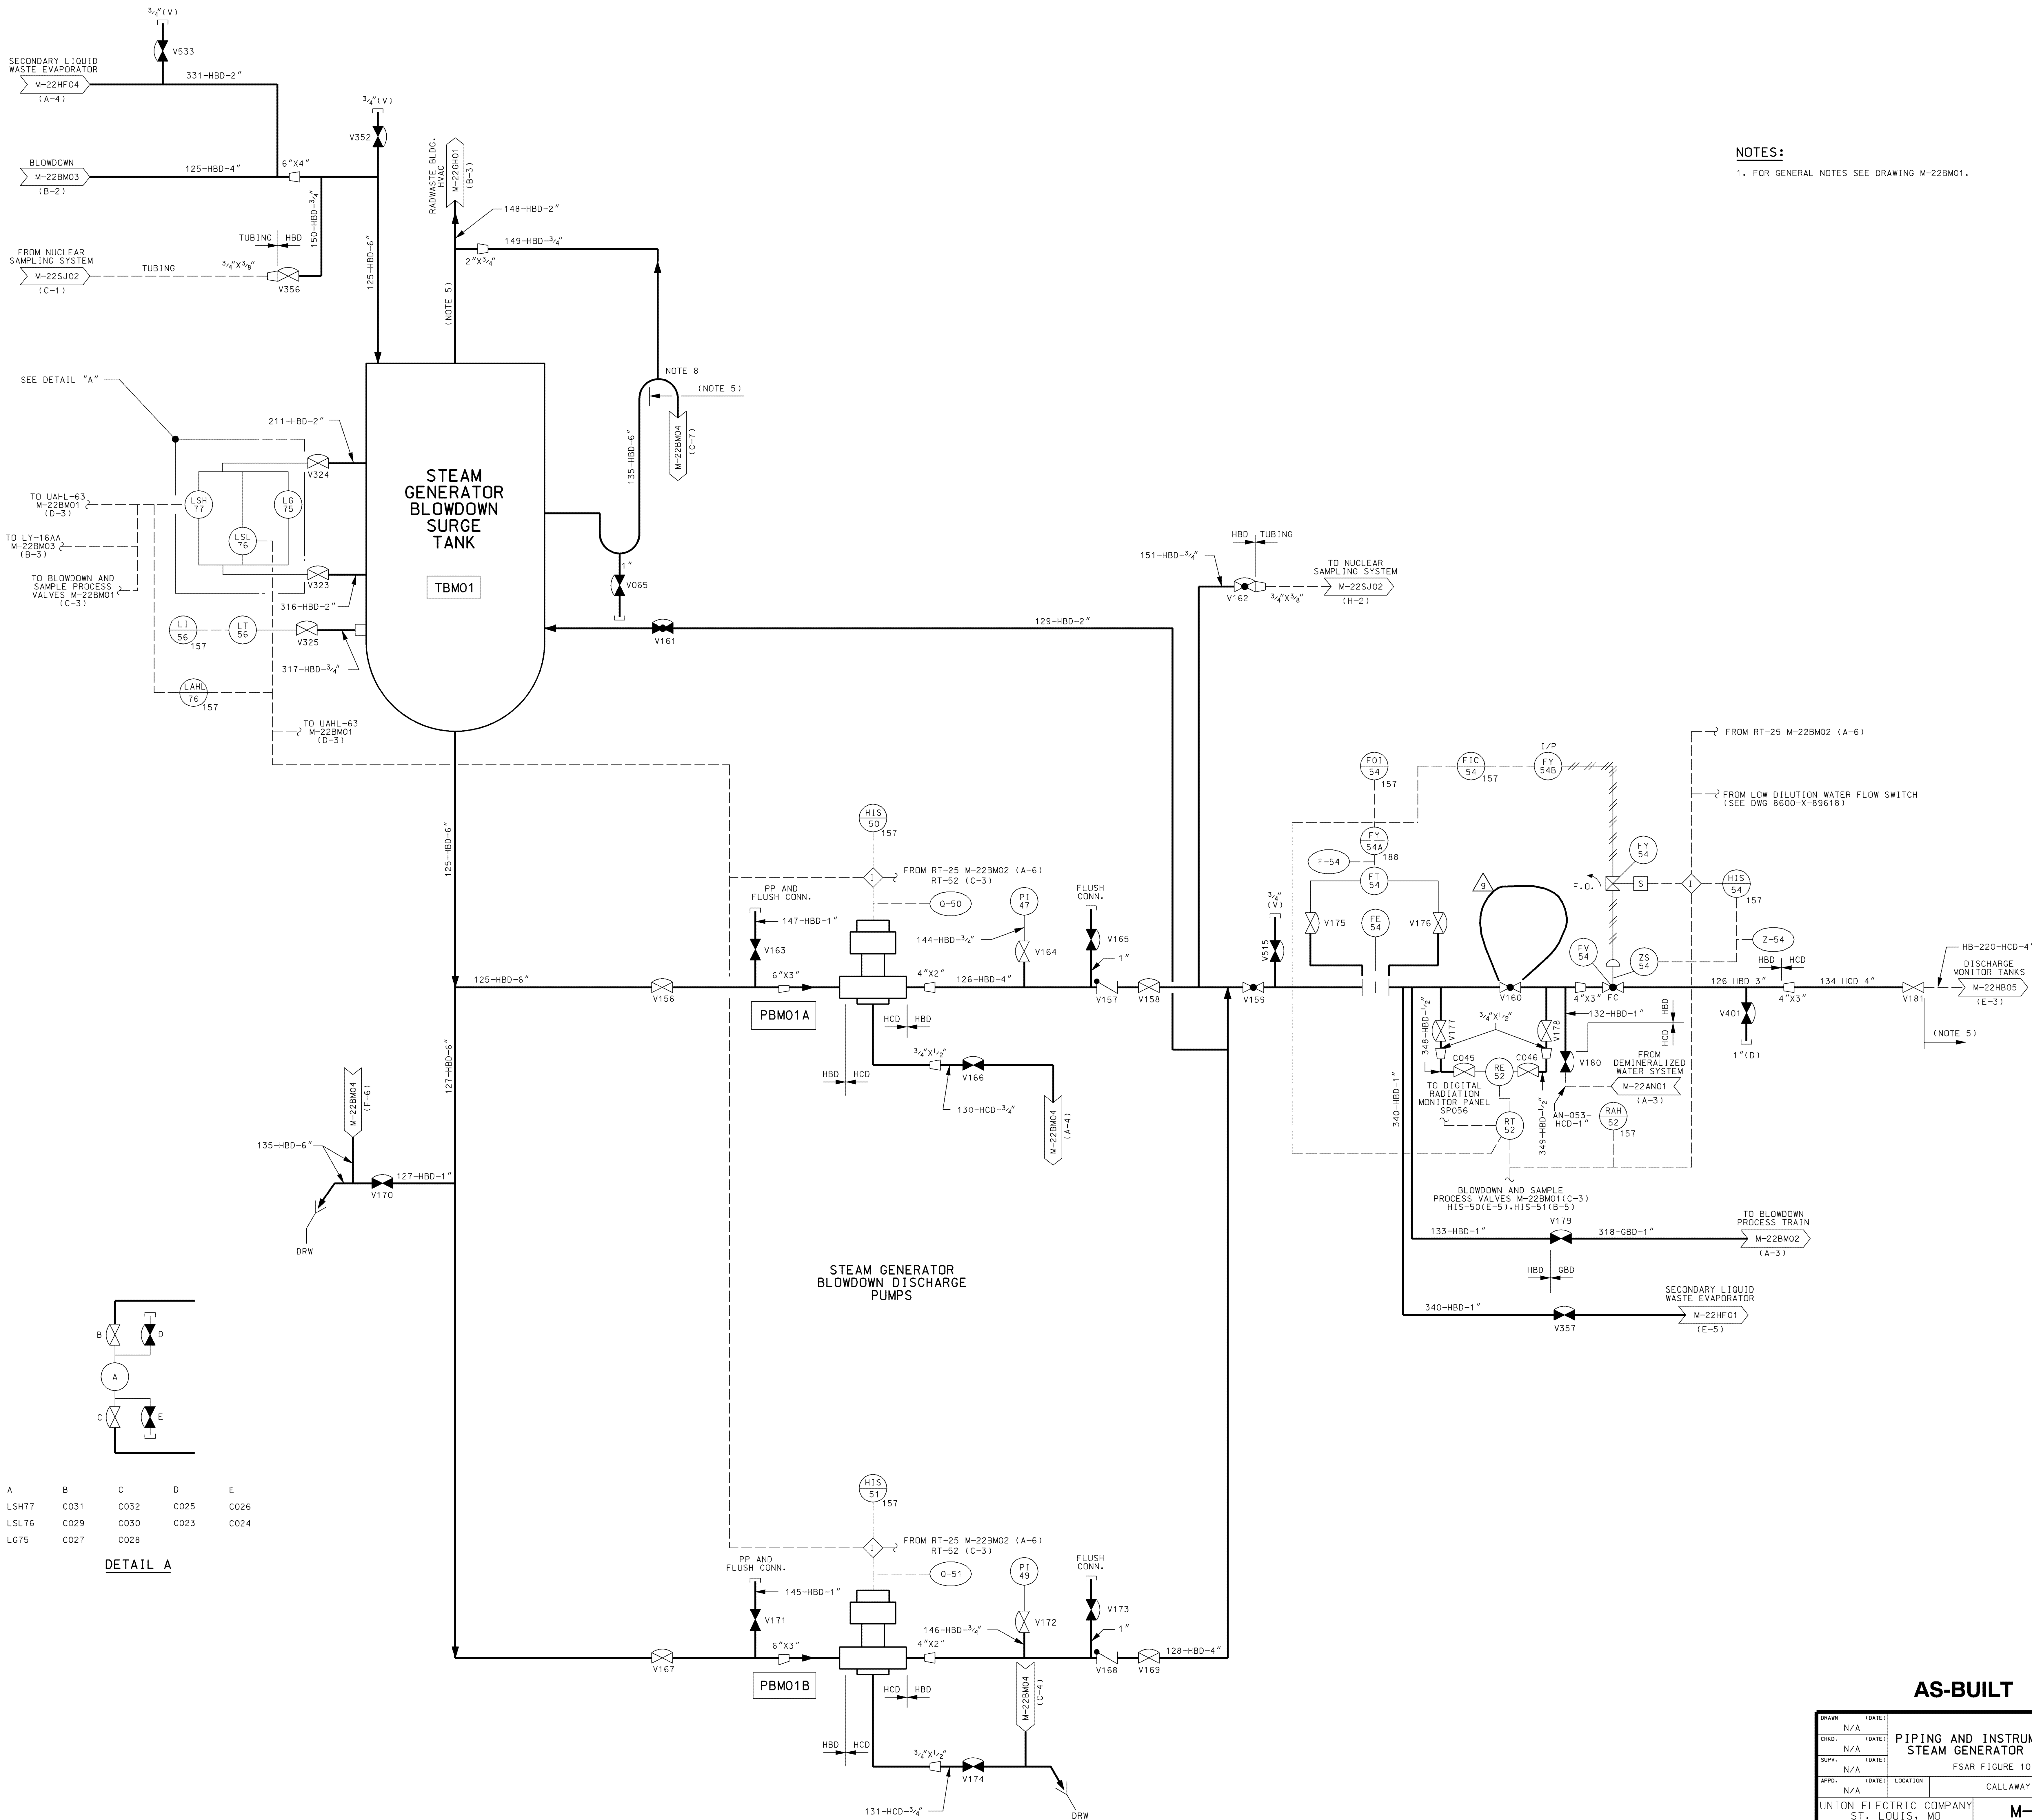 3/4"(V)
V533
SECONDARY LIQUID
WASTE EVAPORATOR
331-HBD-2"
M-22HF04
(A-4)
3/4"(V)
V352
BLOWDOWN
125-HBD-4"
6"X4"
M-22BM03
(B-2)
150-HBD-3/4"
TUBING
HBD
FROM NUCLEAR
SAMPLING SYSTEM
TUBING
3/4"X3/8"
M-22SJ02
(C-1)
V356
125-HBD-6"
RADWASTE BLDG.
HVAC
M-22GH01
(B-3)
148-HBD-2"
149-HBD-3/4"
2"X3/4"
(NOTE 5)
NOTES:
1. FOR GENERAL NOTES SEE DRAWING M-22BM01.
SEE DETAIL "A"
NOTE 8
(NOTE 5)
211-HBD-2"
135-HBD-6"
M-22BM04
(C-7)
V324
STEAM
GENERATOR
BLOWDOWN
SURGE
TANK
TBM01
TO UAHL-63
M-22BM01
(D-3)
LSH
77
LG
75
LSL
76
TO LY-16AA
M-22BM03
(B-3)
TO BLOWDOWN AND
SAMPLE PROCESS
VALVES M-22BM01
(C-3)
V323
316-HBD-2"
1"
V065
LI
56
157
LT
56
V325
317-HBD-3/4"
V161
129-HBD-2"
LAHL
76
157
TO UAHL-63
M-22BM01
(D-3)
HBD
TUBING
151-HBD-3/4"
TO NUCLEAR
SAMPLING SYSTEM
V162
3/4"X3/8"
M-22SJ02
(H-2)
FROM RT-25 M-22BM02 (A-6)
I/P
FQI
54
157
FIC
54
157
FY
54B
FROM LOW DILUTION WATER FLOW SWITCH
(SEE DWG 8600-X-89618)
125-HBD-6"
HIS
50
157
FY
54A
188
F-54
FT
54
FY
54
FROM RT-25 M-22BM02 (A-6)
RT-52 (C-3)
I
F.O.
S
I
HIS
54
157
PP AND
FLUSH CONN.
Q-50
PI
47
FLUSH
CONN.
3/4"
(V)
9
147-HBD-1"
V175
FE
54
V176
144-HBD-3/4"
V163
V164
V165
V515
FV
54
ZS
54
Z-54
HB-220-HCD-4"
HBD
HCD
DISCHARGE
MONITOR TANKS
1"
125-HBD-6"
6"X3"
4"X2"
126-HBD-4"
126-HBD-3"
134-HCD-4"
M-22HB05
(E-3)
V156
V157
V158
V159
V160
4"X3"
FC
4"X3"
V181
PBM01A
HCD
HBD
348-HBD-1/2"
V177
3/4"X1/2"
V178
132-HBD-1"
HBD
HCD
V401
1"(D)
(NOTE 5)
CO45
CO46
RE
52
V180
FROM
DEMINERALIZED
WATER SYSTEM
M-22AN01
(A-3)
3/4"X1/2"
HBD
HCD
V166
130-HCD-3/4"
M-22BM04
(A-4)
127-HBD-6"
340-HBD-1"
TO DIGITAL
RADIATION
MONITOR PANEL
SP056
RT
52
349-HBD-1/2"
AN-053-
HCD-1"
RAH
52
157
M-22BM04
(F-6)
135-HBD-6"
127-HBD-1"
V170
DRW
BLOWDOWN AND SAMPLE
PROCESS VALVES M-22BM01(C-3)
HIS-50(E-5),HIS-51(B-5)
V179
133-HBD-1"
318-GBD-1"
TO BLOWDOWN
PROCESS TRAIN
M-22BM02
(A-3)
HBD
GBD
STEAM GENERATOR
BLOWDOWN DISCHARGE
PUMPS
340-HBD-1"
V357
SECONDARY LIQUID
WASTE EVAPORATOR
M-22HF01
(E-5)
B
D
A
C
E
A B C D E
LSH77 CO31 CO32 CO25 CO26
LSL76 CO29 CO30 CO23 CO24
LG75 CO27 CO28
DETAIL A
HIS
51
157
FROM RT-25 M-22BM02 (A-6)
RT-52 (C-3)
I
PP AND
FLUSH CONN.
Q-51
PI
49
FLUSH
CONN.
145-HBD-1"
V171
146-HBD-3/4"
V172
V173
1"
6"X3"
4"X2"
128-HBD-4"
V167
V168
V169
PBM01B
HCD
HBD
M-22BM04
(C-4)
HBD
HCD
3/4"X1/2"
V174
131-HCD-3/4"
DRW
AS-BUILT
DRAWN (DATE)
N/A
CHKD. (DATE)
N/A
SUPV. (DATE)
N/A
APPD. (DATE)
N/A
PIPING AND INSTRUM
STEAM GENERATOR
FSAR FIGURE 10
LOCATION
CALLAWAY
UNION ELECTRIC COMPANY
ST. LOUIS, MO
M-